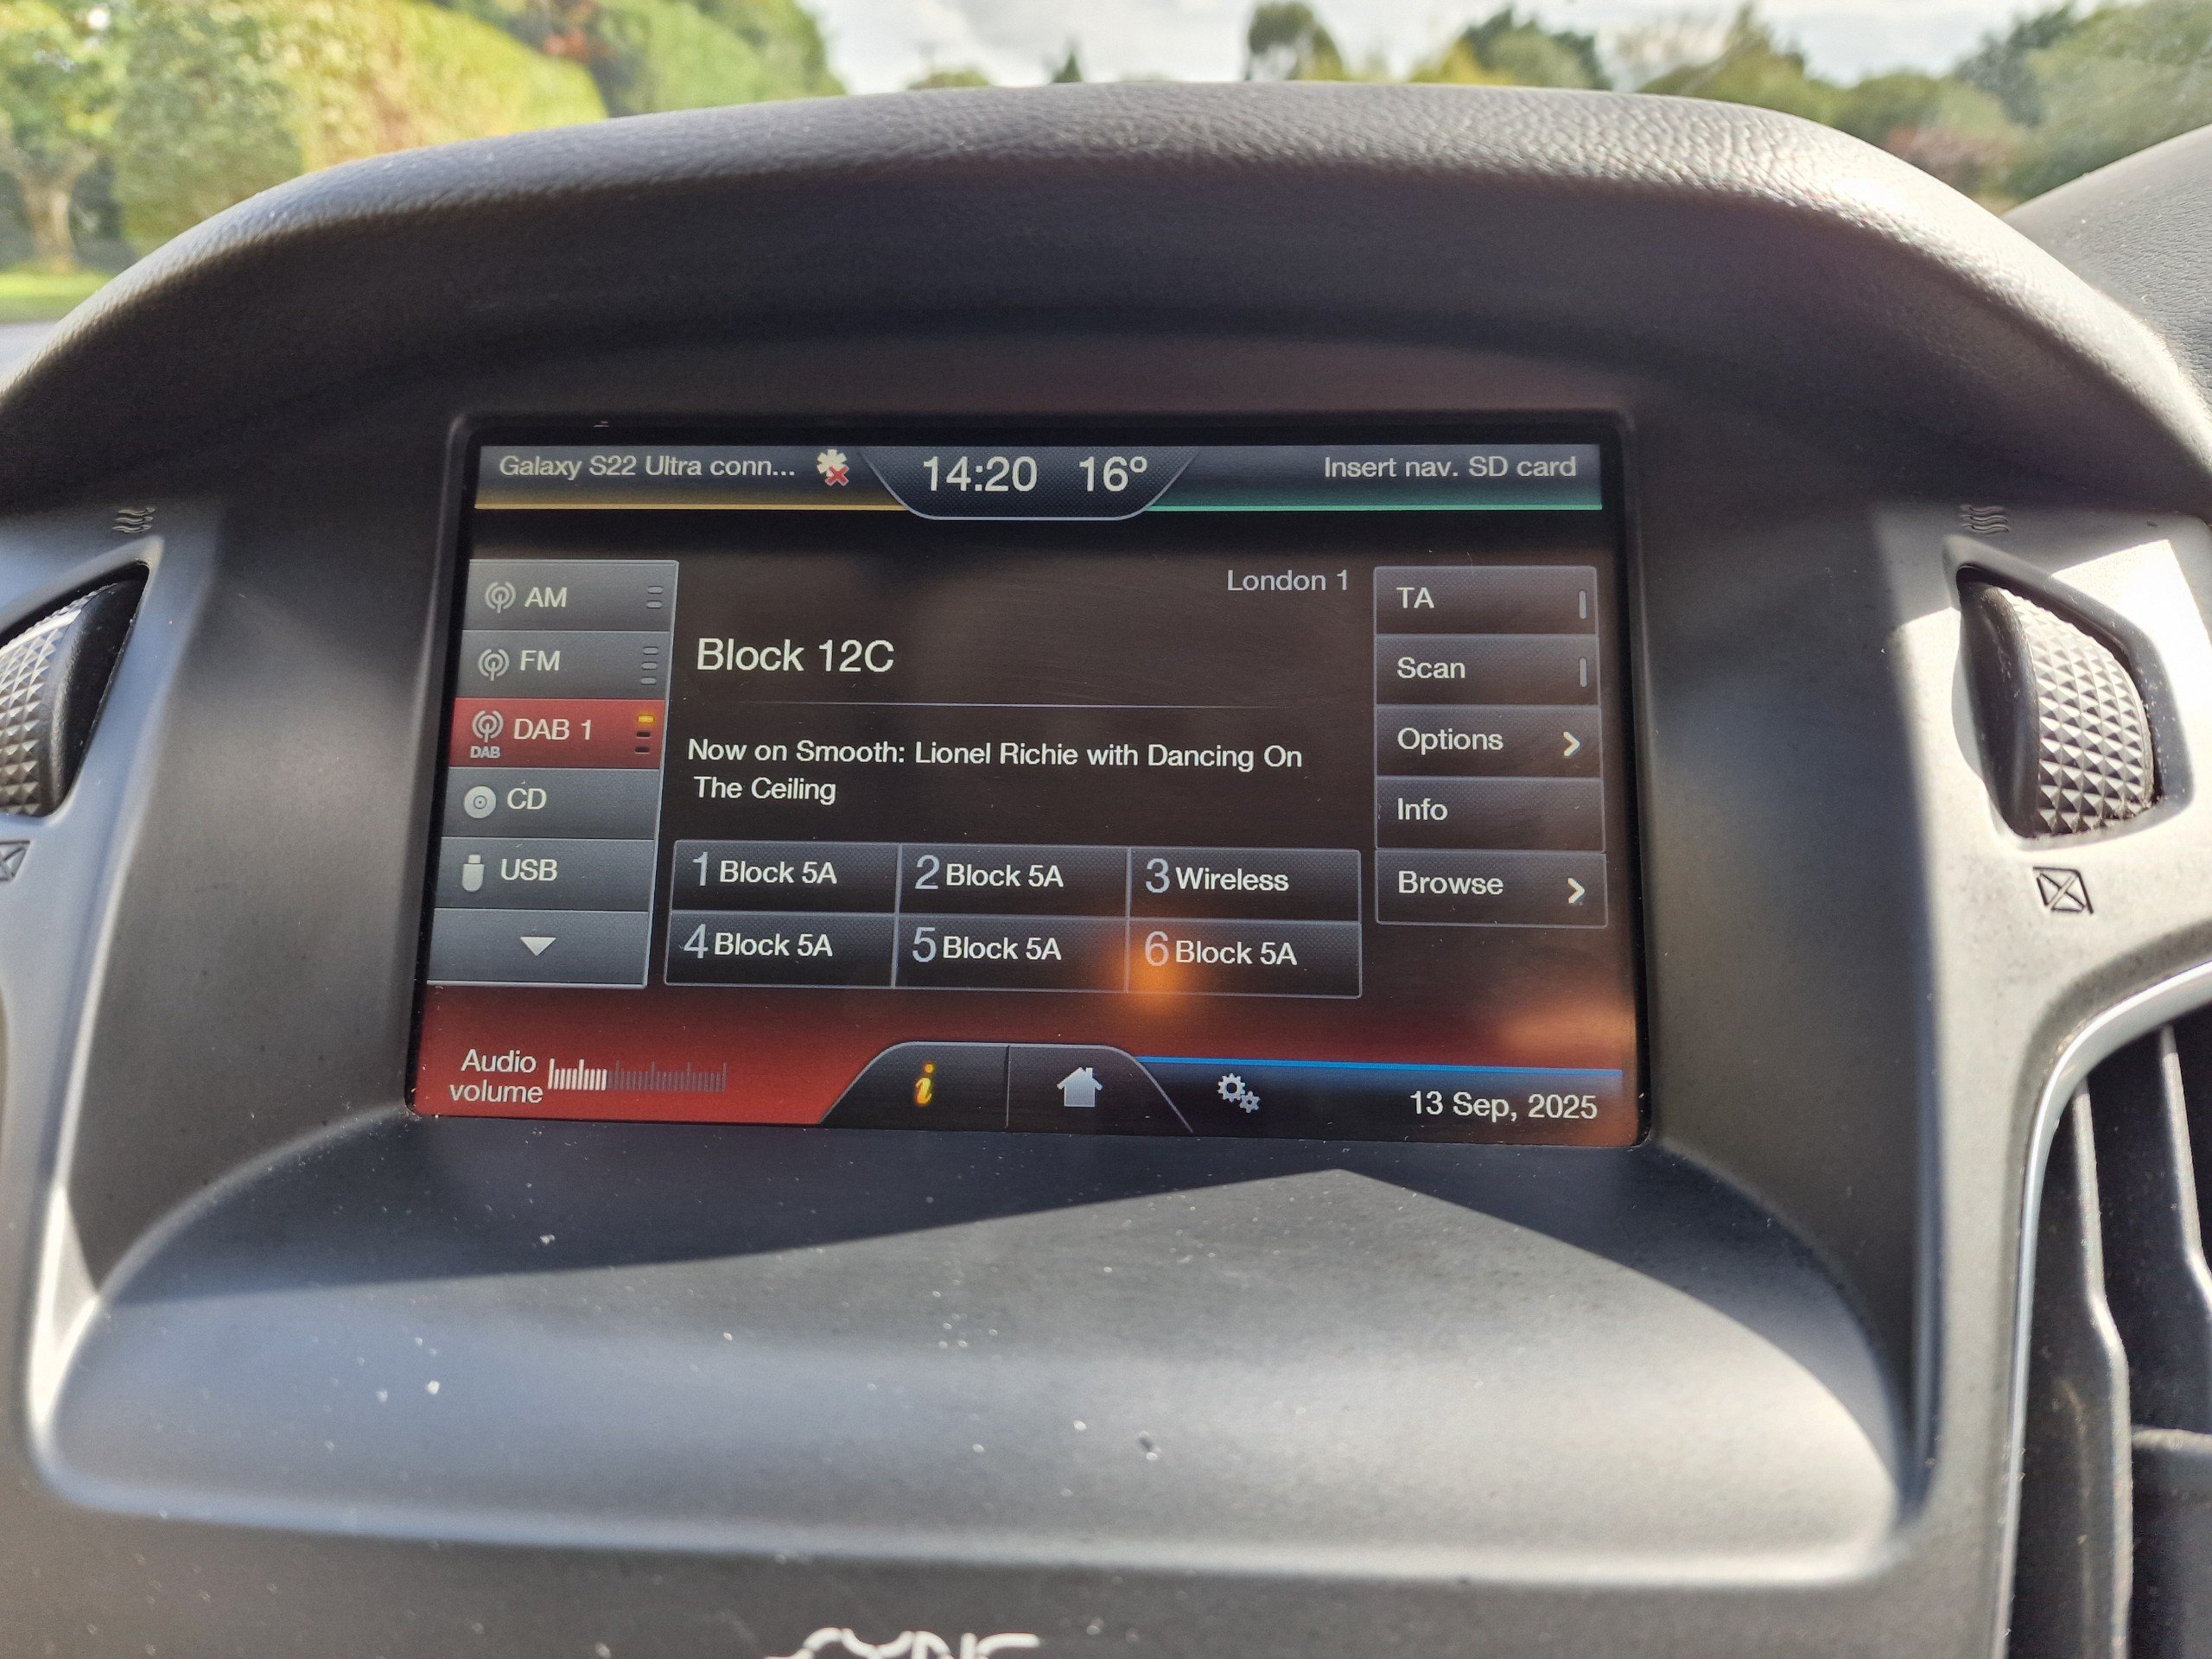 Galaxy S22 Ultra conn... 14:20 16º Insert nav. SD card
London 1
AM
FM
DAB 1
DAB
CD
USB
Block 12C
Now on Smooth: Lionel Richie with Dancing On
The Ceiling
1 Block 5A 2 Block 5A 3 Wireless
4 Block 5A 5 Block 5A 6 Block 5A
TA
Scan
Options
Info
Browse
Audio
volume
i
13 Sep, 2025
SYNC